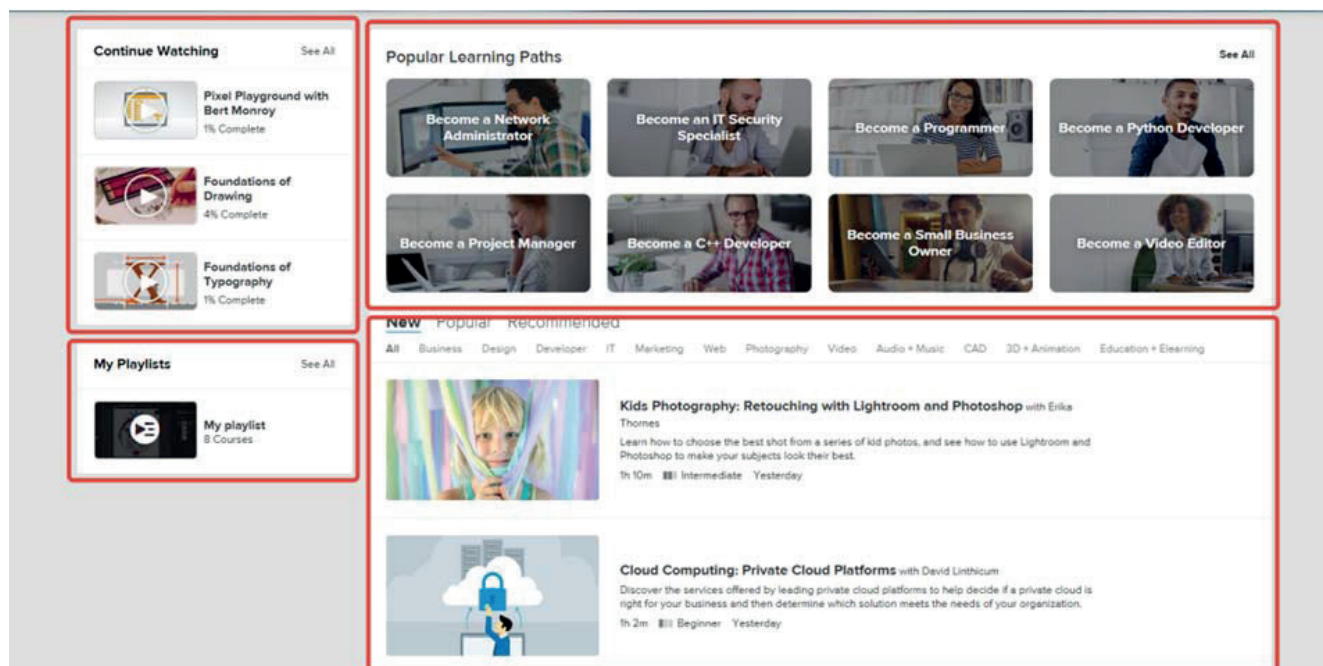 Continue Watching See All
Pixel Playground with
Bert Monroy
1% Complete
Foundations of
Drawing
4% Complete
Foundations of
Typography
1% Complete
My Playlists See All
My playlist
8 Courses
Popular Learning Paths See All
Become a Network
Administrator
Become an IT Security
Specialist
Become a Programmer
Become a Python Developer
Become a Project Manager
Become a C++ Developer
Become a Small Business
Owner
Become a Video Editor
New Popular Recommended
All Business Design Developer IT Marketing Web Photography Video Audio + Music CAD 3D + Animation Education + Elearning
Kids Photography: Retouching with Lightroom and Photoshop with Erika
Thornes
Learn how to choose the best shot from a series of kid photos, and see how to use Lightroom and
Photoshop to make your subjects look their best.
1h 10m Intermediate Yesterday
Cloud Computing: Private Cloud Platforms with David Linthicum
Discover the services offered by leading private cloud platforms to help decide if a private cloud is
right for your business and then determine which solution meets the needs of your organization.
1h 2m Beginner Yesterday